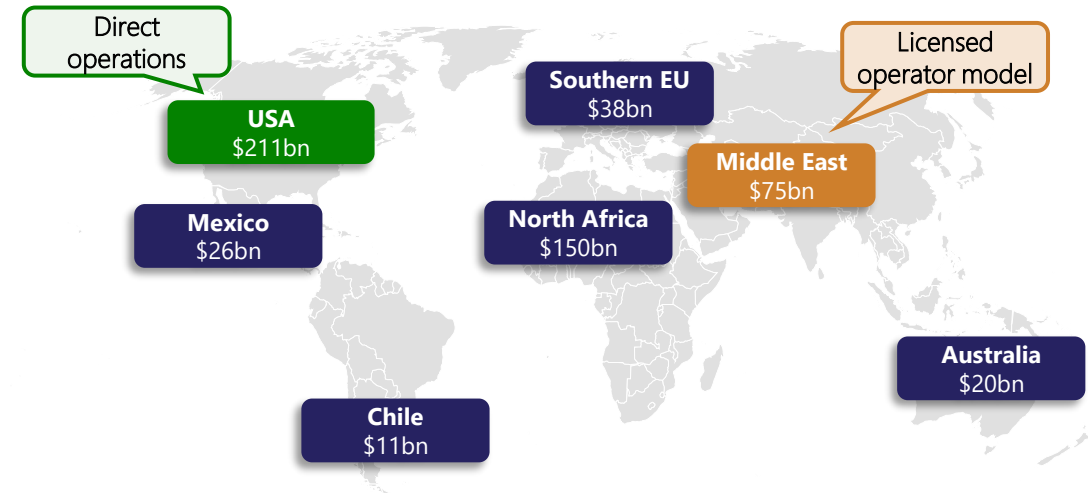 Direct
operations
USA
$211bn
Southern EU
$38bn
Licensed
operator model
Middle East
$75bn
Mexico
$26bn
North Africa
$150bn
Australia
$20bn
Chile
$11bn